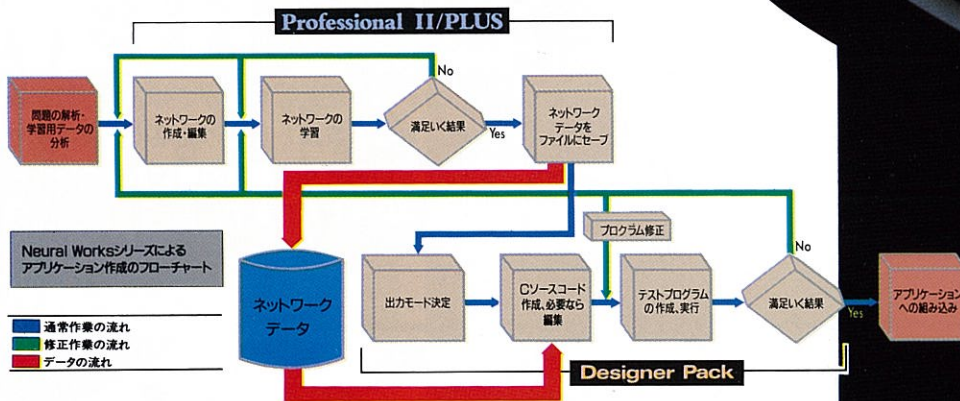 Professional II/PLUS
問題の解析・
学習用データの
分析
ネットワークの
作成・編集
ネットワークの
学習
満足いく結果
No
Yes
ネットワーク
データを
ファイルにセーブ
プログラム修正
Neural Worksシリーズによる
アプリケーション作成のフローチャート
通常作業の流れ
修正作業の流れ
データの流れ
ネットワーク
データ
出力モード決定
Cソースコード
作成、必要なら
編集
テストプログラム
の作成、実行
満足いく結果
No
Yes
アプリケーション
への組み込み
Designer Pack